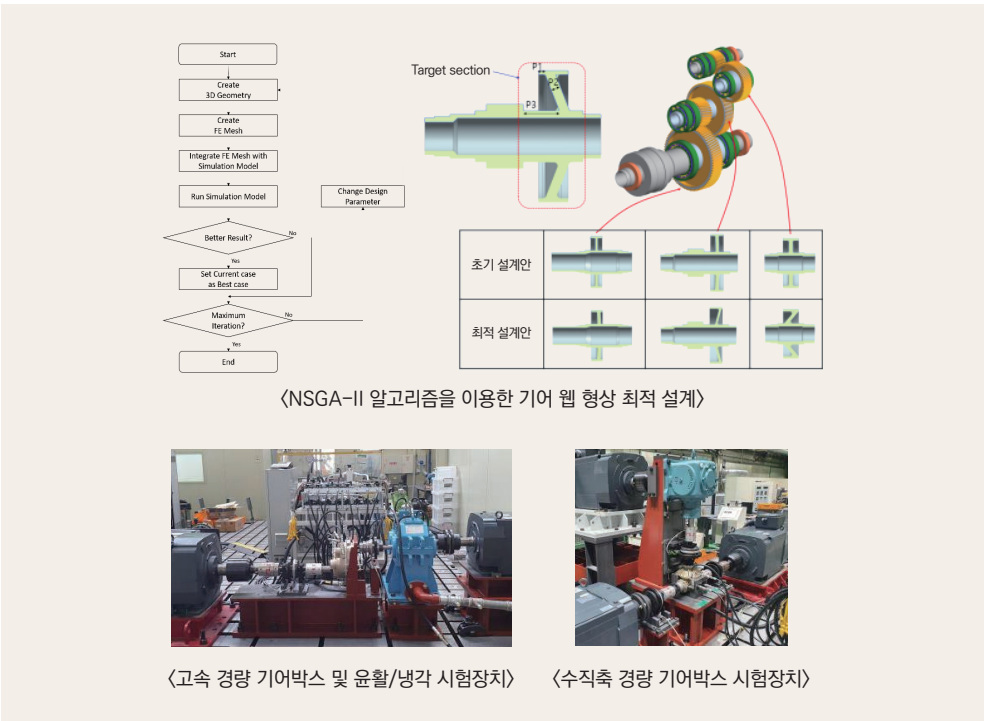 Start
Create
3D Geometry
Create
FE Mesh
Integrate FE Mesh with
Simulation Model
Run Simulation Model
Change Design
Parameter
Better Result?
No
Yes
Set Current case
as Best case
Maximum
Iteration?
No
Yes
End
Target section
P1
P2
P3
초기 설계안
최적 설계안
〈NSGA-II 알고리즘을 이용한 기어 웹 형상 최적 설계〉
〈고속 경량 기어박스 및 윤활/냉각 시험장치〉
〈수직축 경량 기어박스 시험장치〉